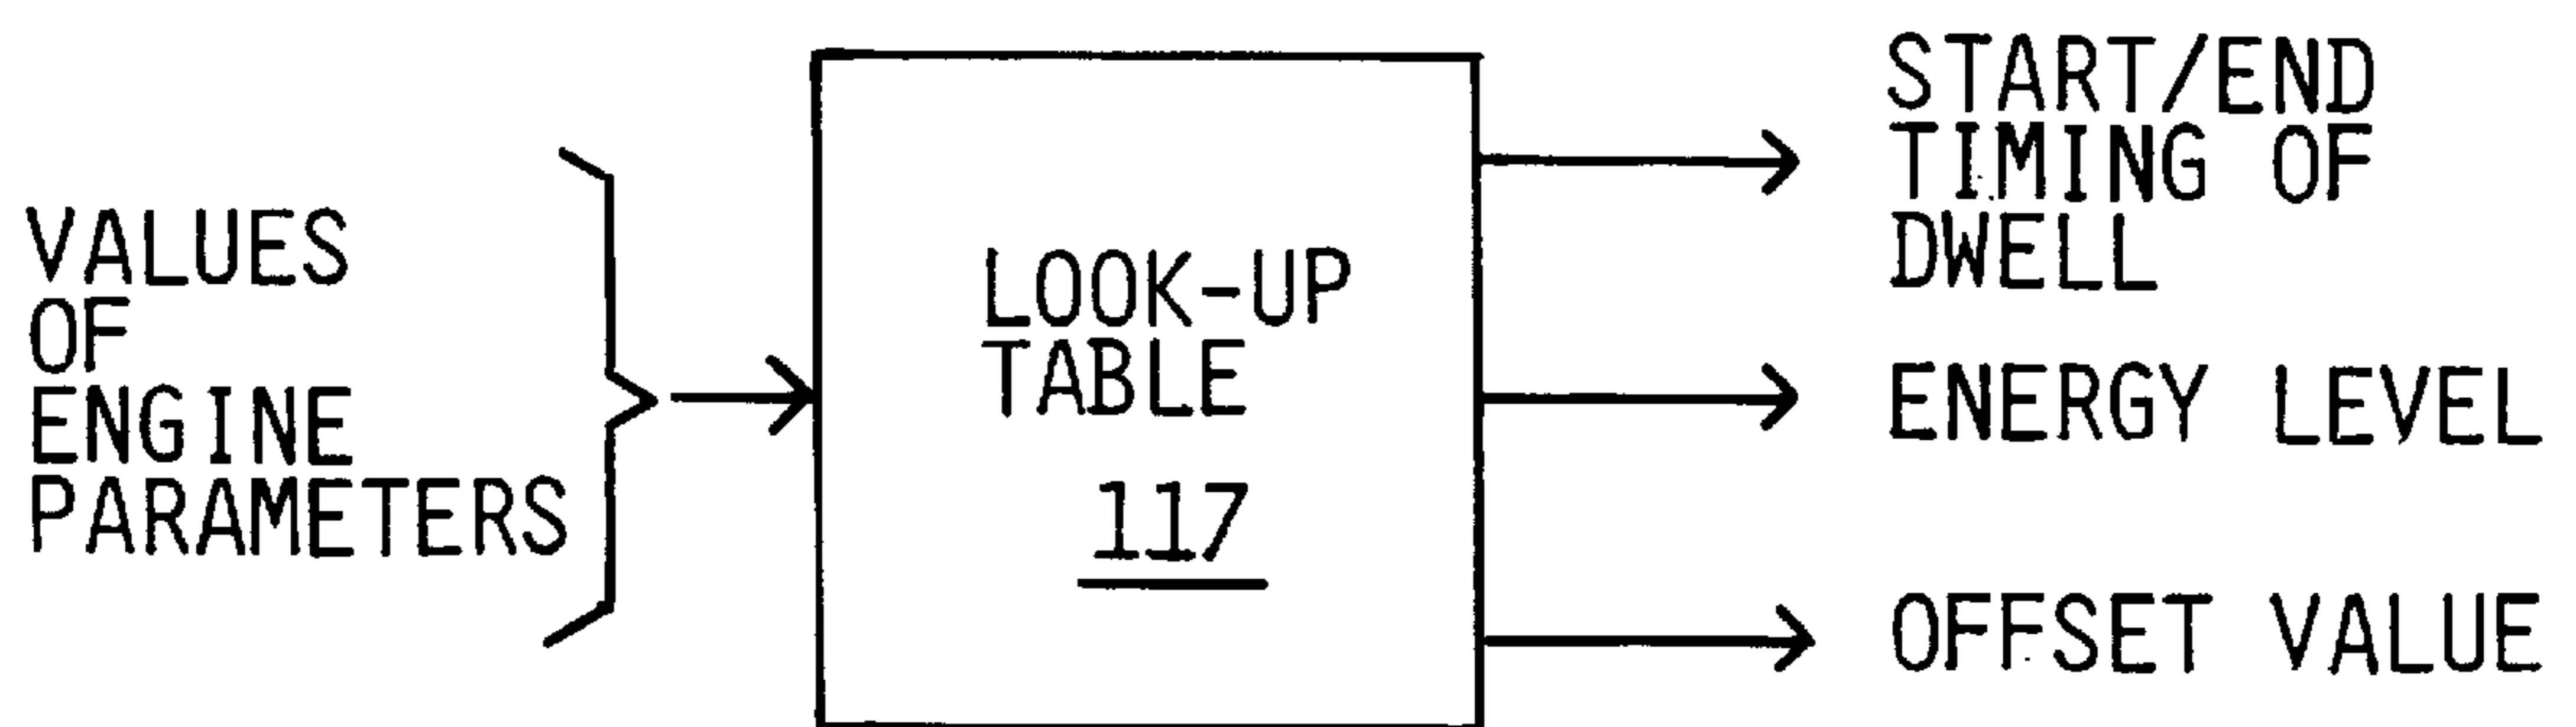 VALUES
OF
ENGINE
PARAMETERS
LOOK-UP
TABLE
117
START/END
TIMING OF
DWELL
ENERGY LEVEL
OFFSET VALUE